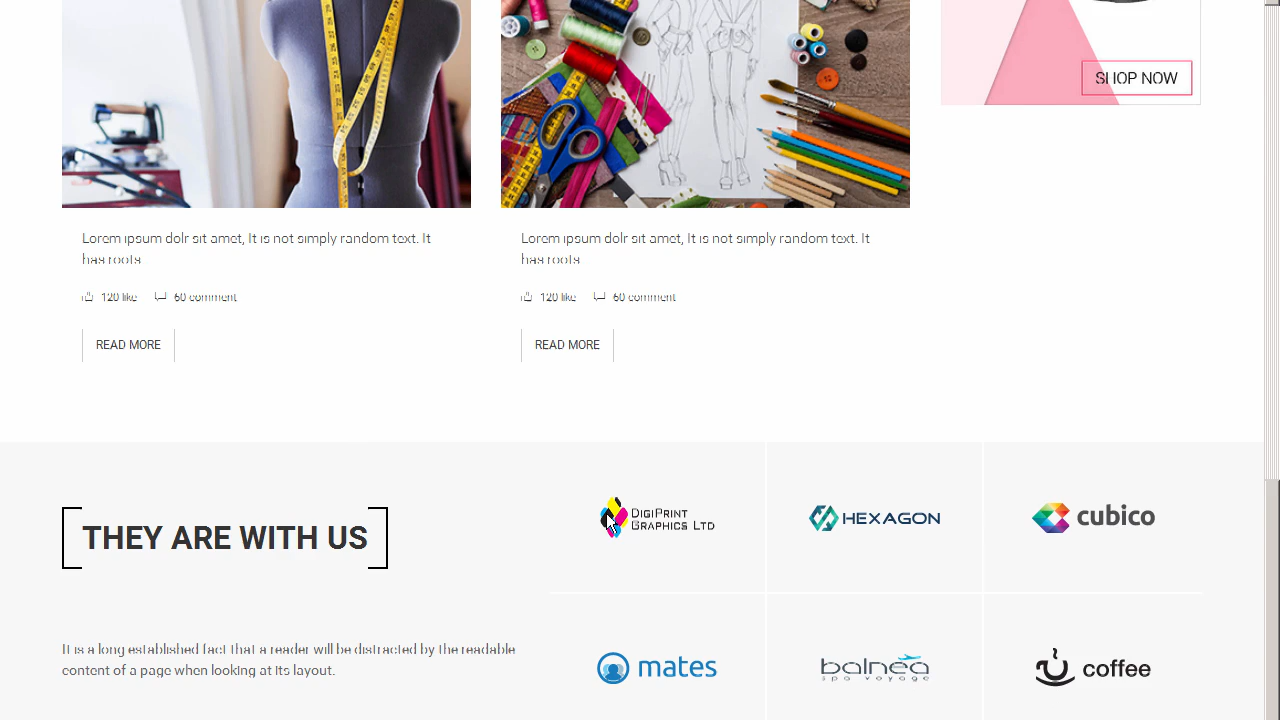 SHOP NOW
Lorem ipsum dolr sit amet, It is not simply random text. It
has roots
120 like 60 comment
READ MORE
Lorem ipsum dolr sit amet, It is not simply random text. It
has roots
120 like 60 comment
READ MORE
THEY ARE WITH US
It is a long established fact that a reader will be distracted by the readable
content of a page when looking at its layout.
DIGIPRINT
GRAPHICS LTD
HEXAGON
cubico
mates
balnea
spa voyage
coffee